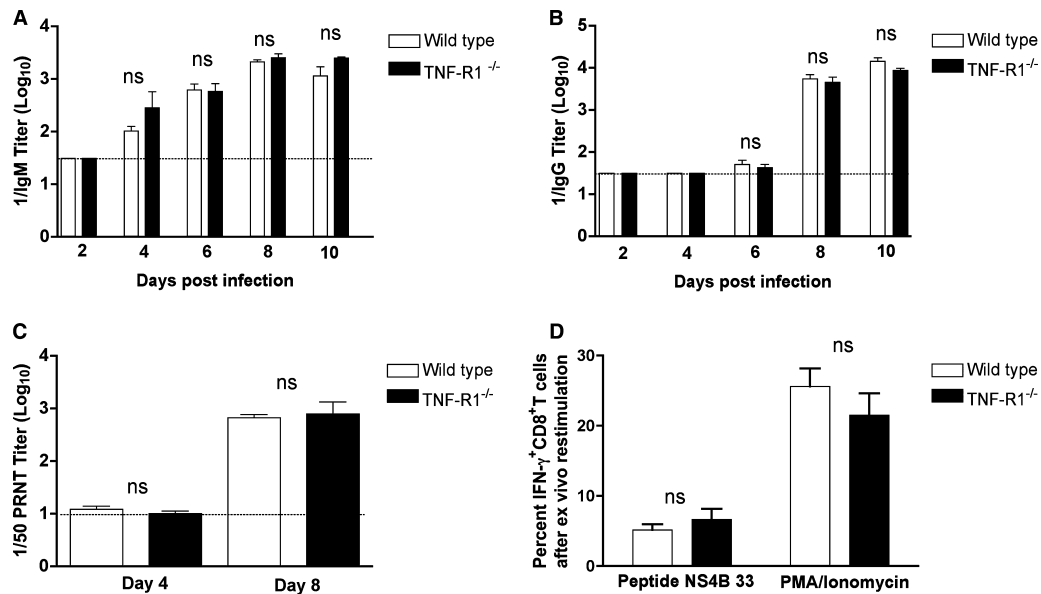 A
1/IgM Titer (Log10)
4
3
2
1
0
ns
ns
ns
ns
2
4
6
8
10
Days post infection
Wild type
TNF-R1 -/-
B
1/IgG Titer (Log10)
5
4
3
2
1
0
ns
ns
ns
2
4
6
8
10
Days post infection
Wild type
TNF-R1-/-
C
1/50 PRNT Titer (Log10)
4
3
2
1
0
ns
ns
Day 4
Day 8
Wild type
TNF-R1-/-
D
Percent IFN-γ+CD8+T cells
after ex vivo restimulation
30
20
10
0
ns
ns
Peptide NS4B 33
PMA/Ionomycin
Wild type
TNF-R1-/-